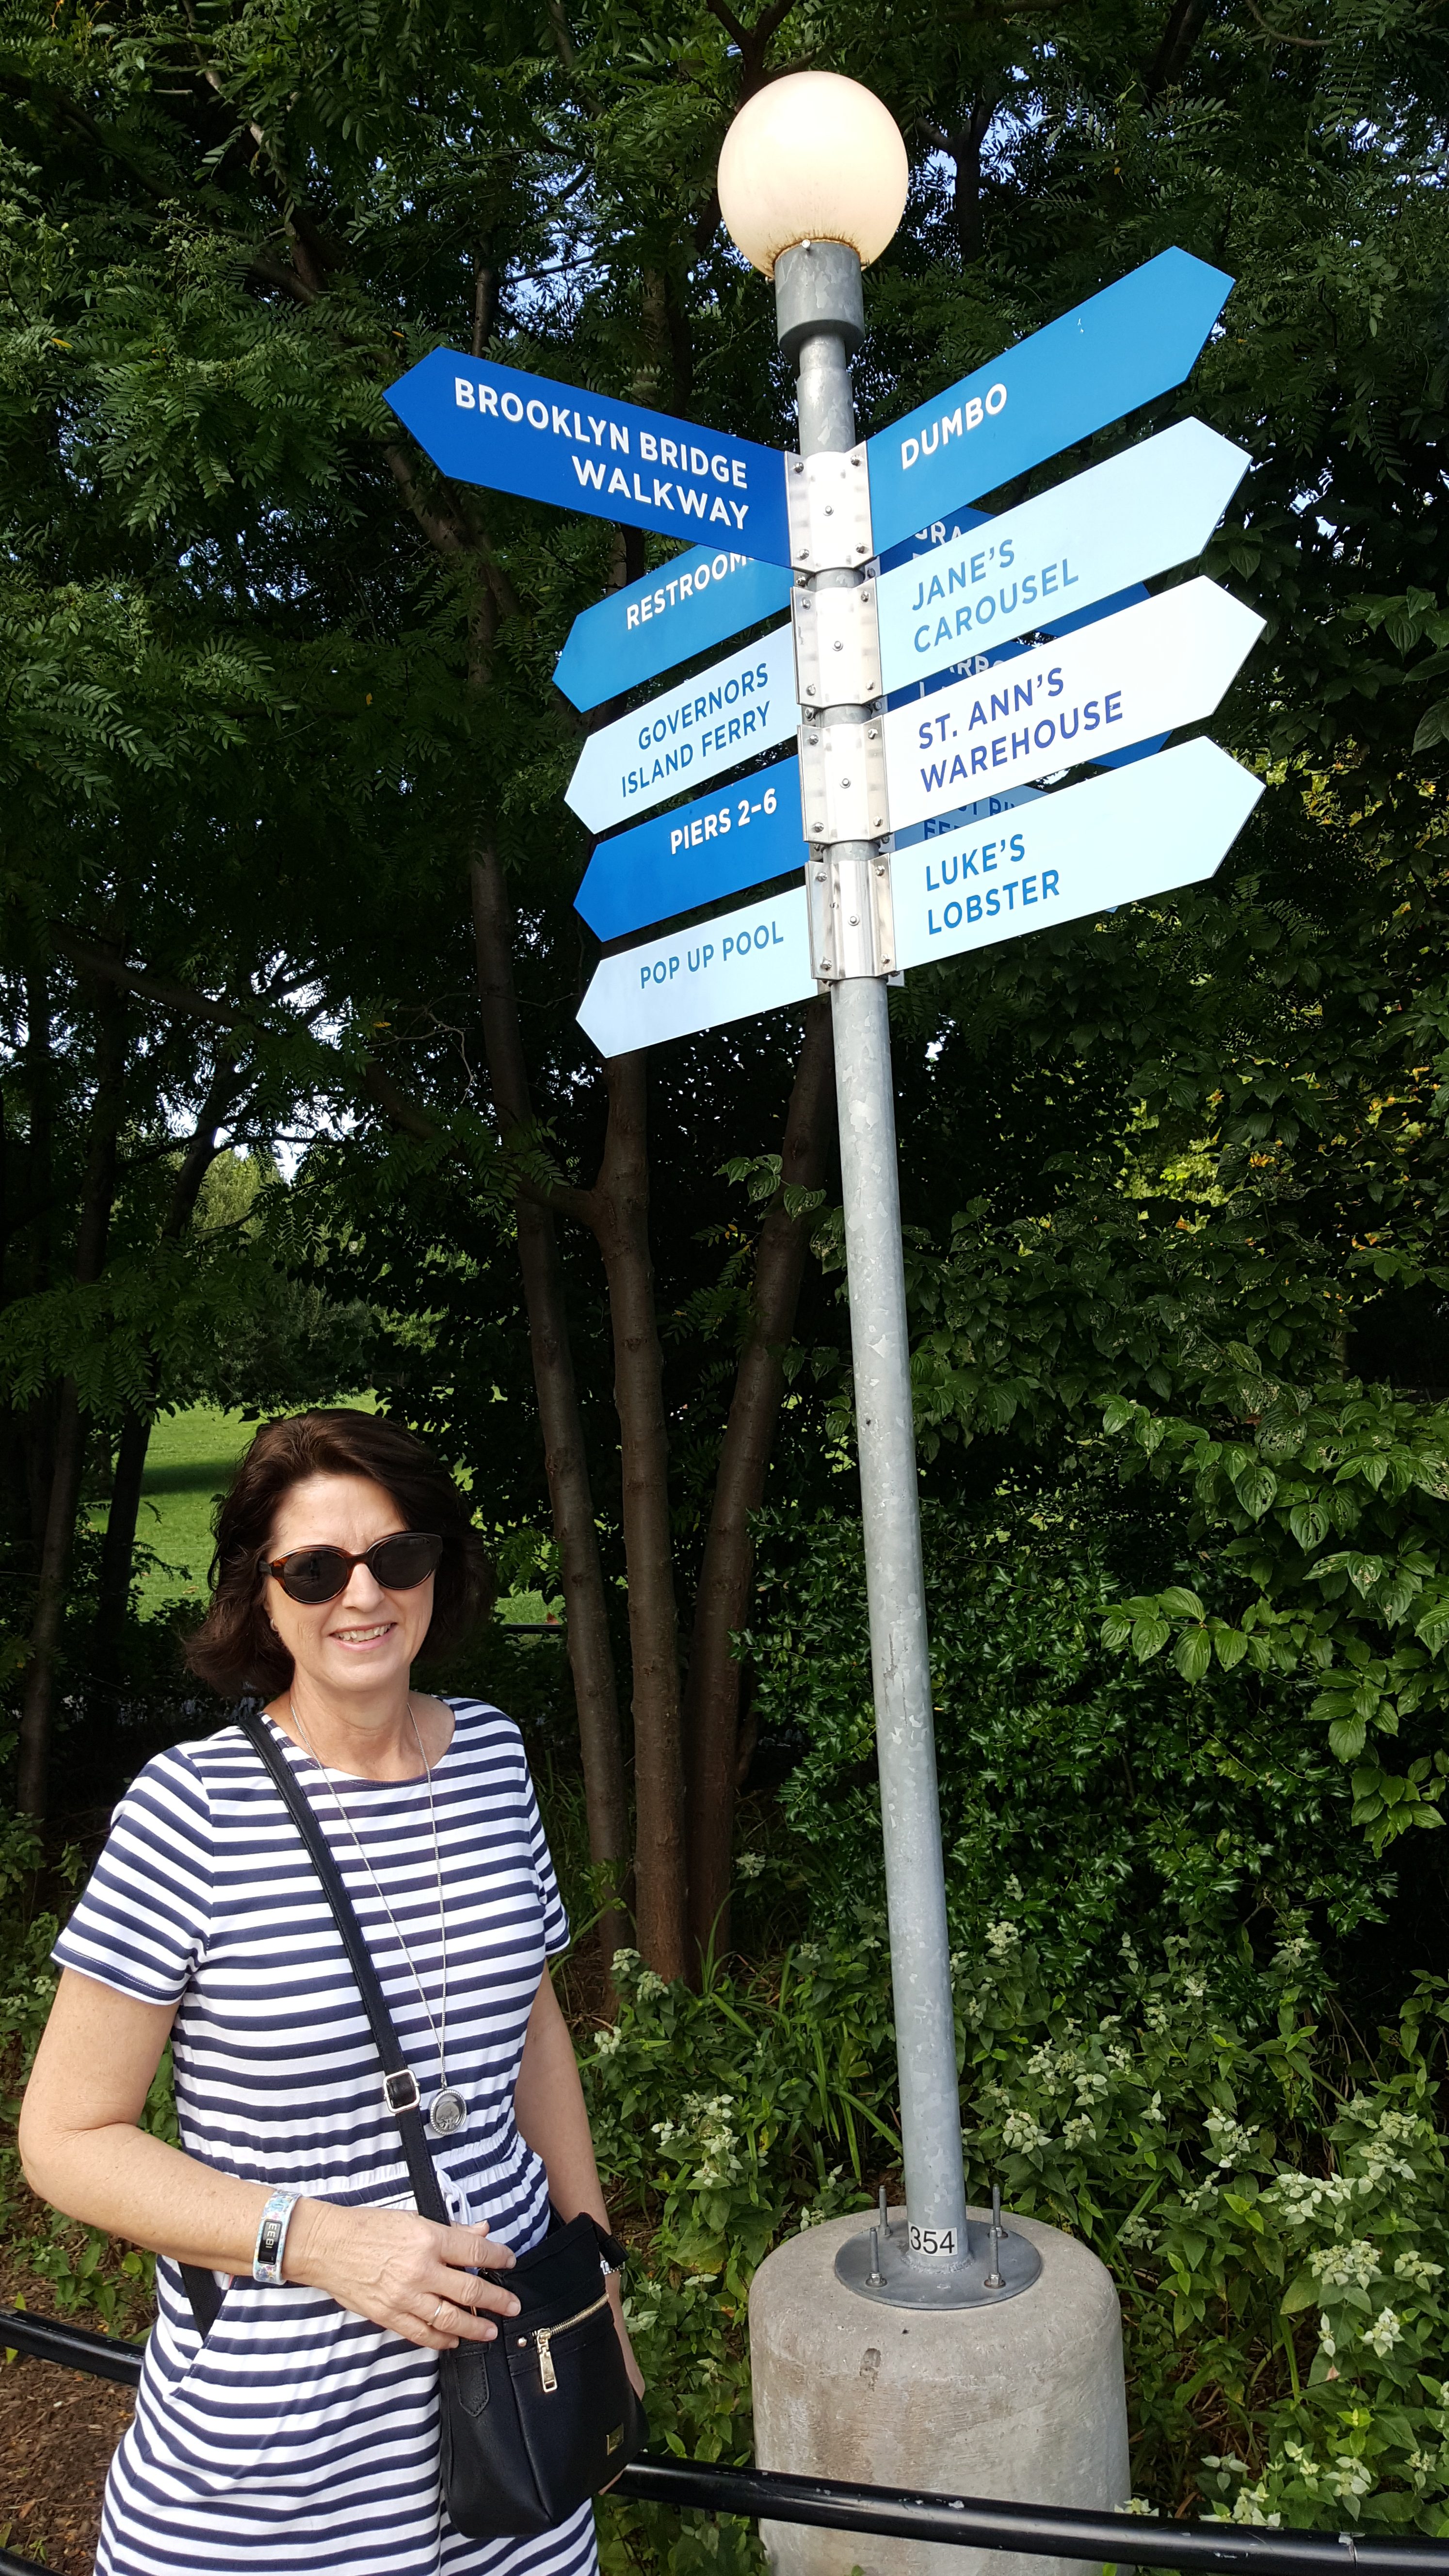 BROOKLYN BRIDGE
WALKWAY
DUMBO
RESTROOM
JANE'S
CAROUSEL
GOVERNORS
ISLAND FERRY
ST. ANN'S
WAREHOUSE
PIERS 2–6
LUKE'S
LOBSTER
POP UP POOL
354